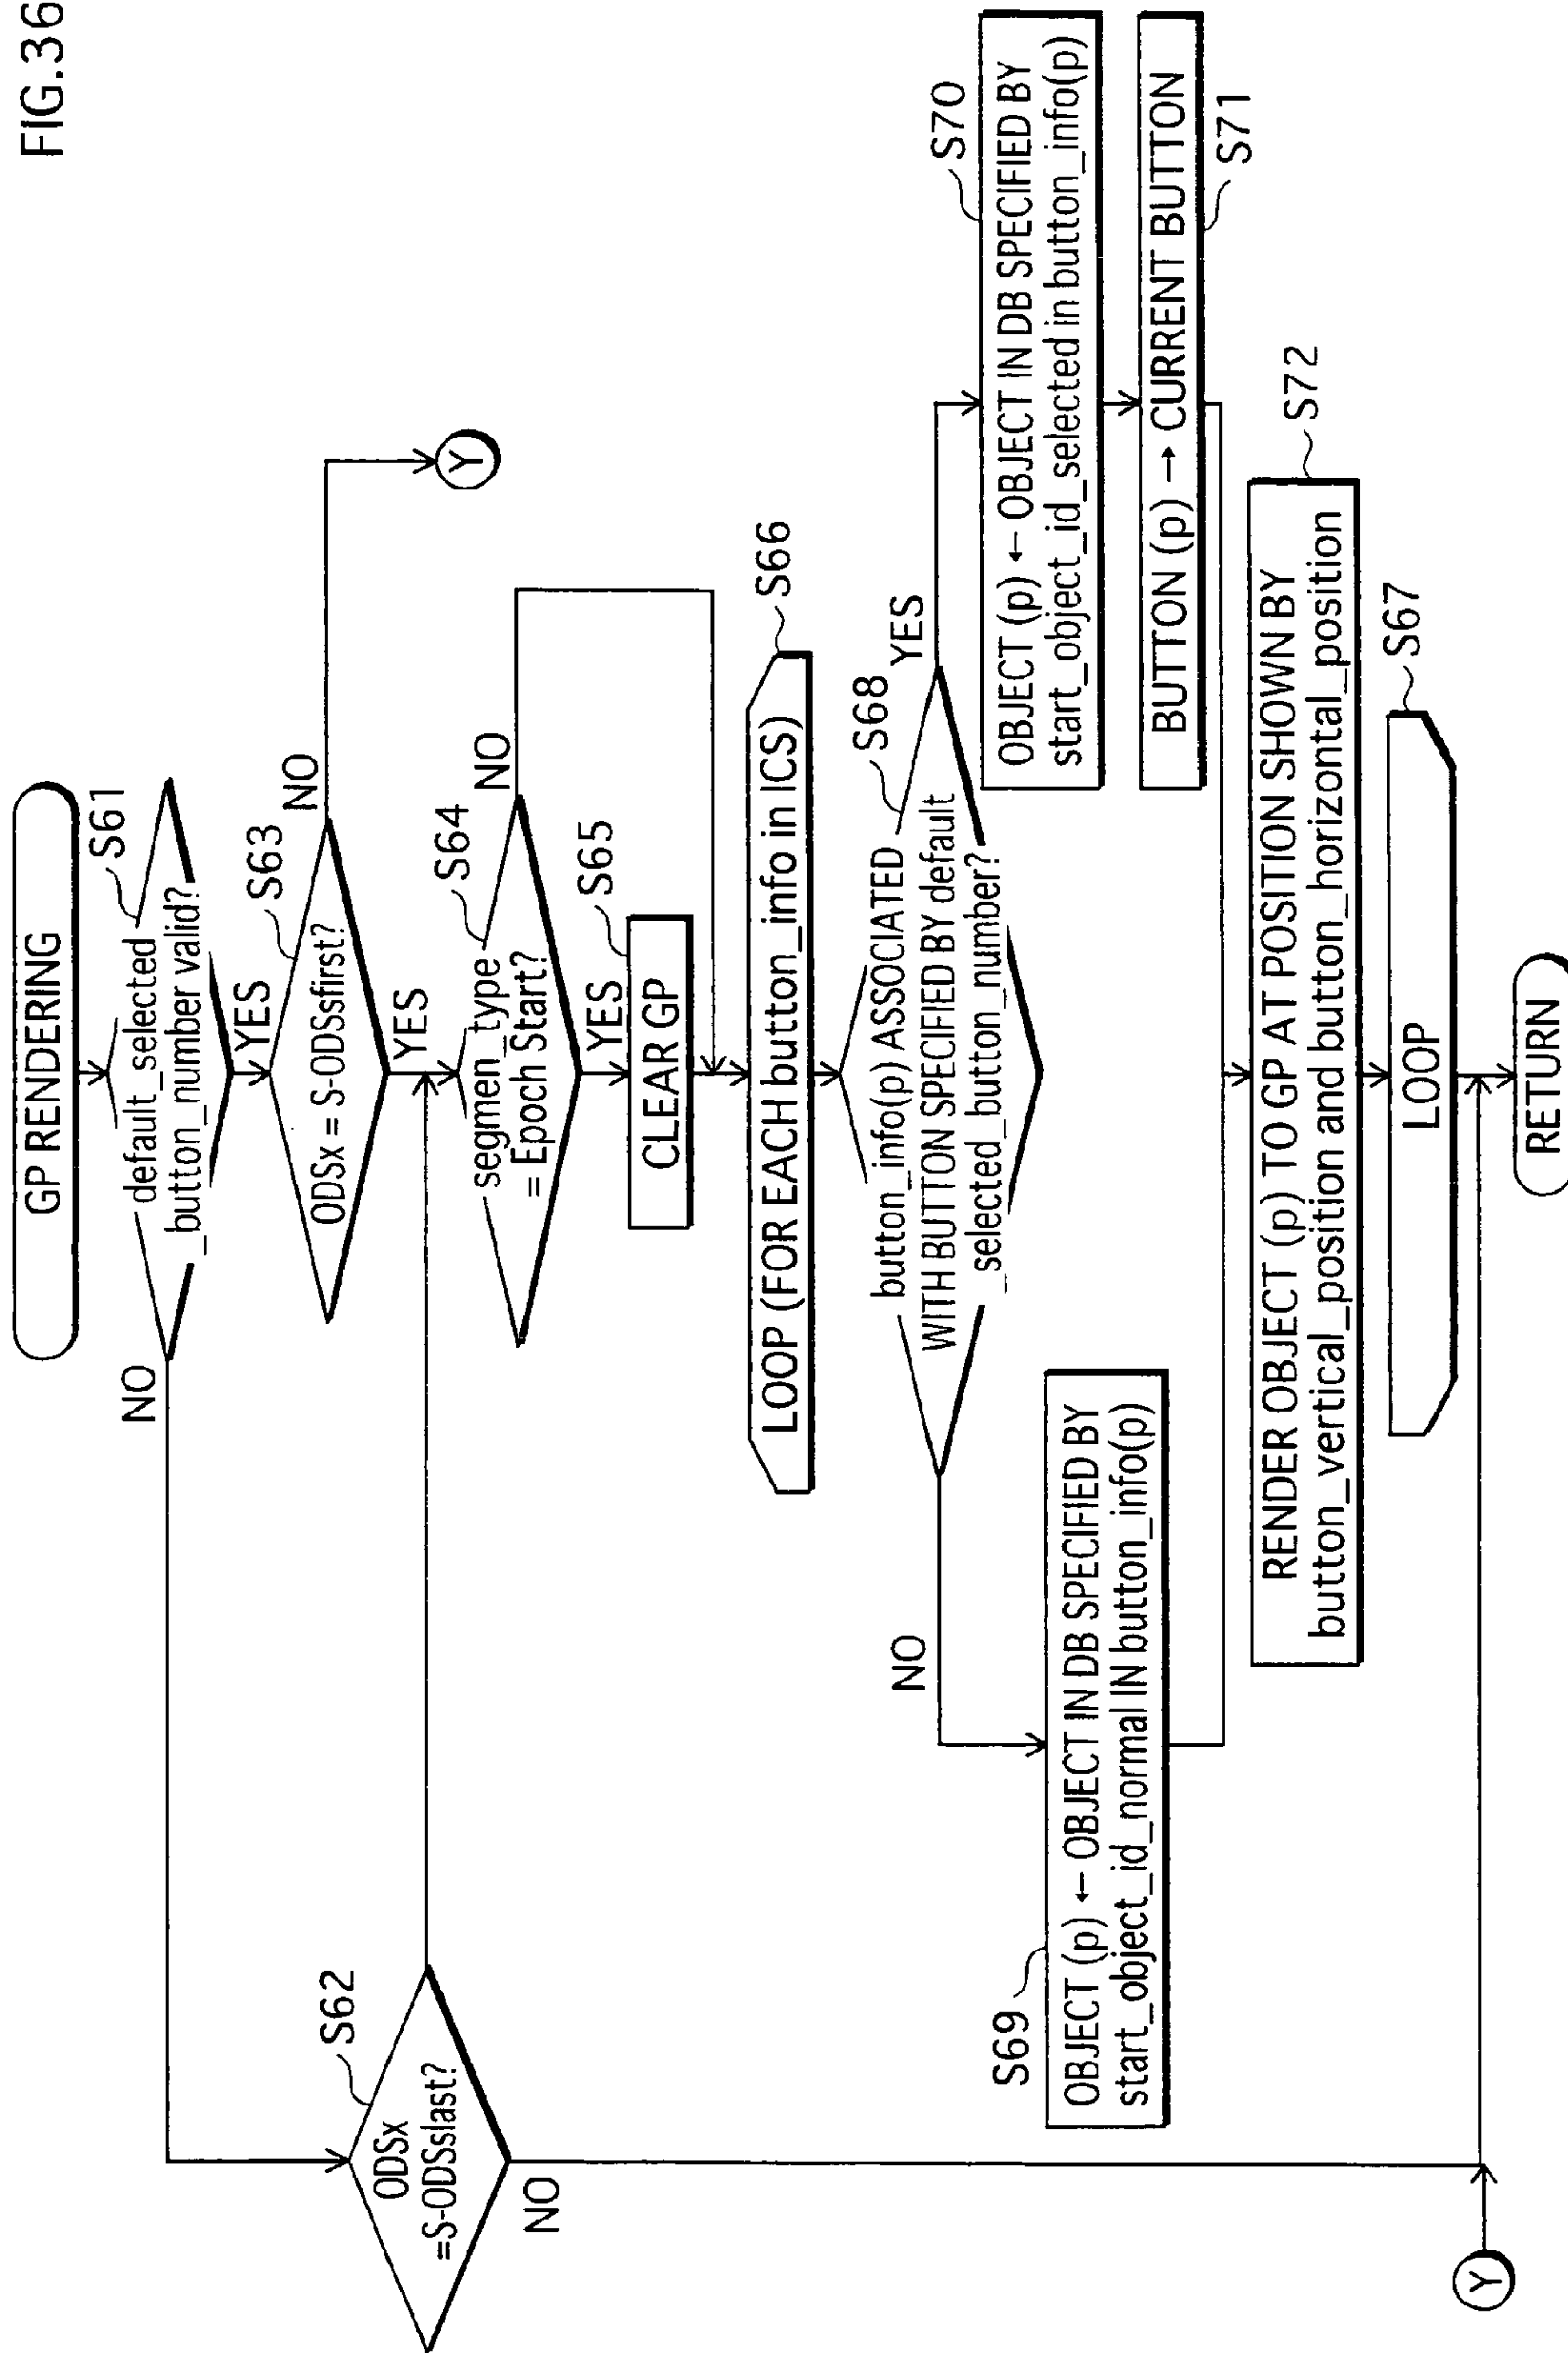 FIG.36
GP RENDERING
S61
default_selected
_button_number valid?
NO
YES
S63
ODSx = S-ODSsfirst?
NO
YES
Y
S62
ODSx
=S-ODSslast?
NO
S64
segmen_type
= Epoch Start?
NO
YES
S65
CLEAR GP
S66
LOOP (FOR EACH button_info in ICS)
S68
button_info(p) ASSOCIATED
WITH BUTTON SPECIFIED BY default
_selected_button_number?
NO
YES
S69
OBJECT (p) ← OBJECT IN DB SPECIFIED BY
start_object_id_normal IN button_info(p)
S70
OBJECT (p) ← OBJECT IN DB SPECIFIED BY
start_object_id_selected in button_info(p)
BUTTON (p) → CURRENT BUTTON
S71
S72
RENDER OBJECT (p) TO GP AT POSITION SHOWN BY
button_vertical_position and button_horizontal_position
S67
LOOP
Y
RETURN